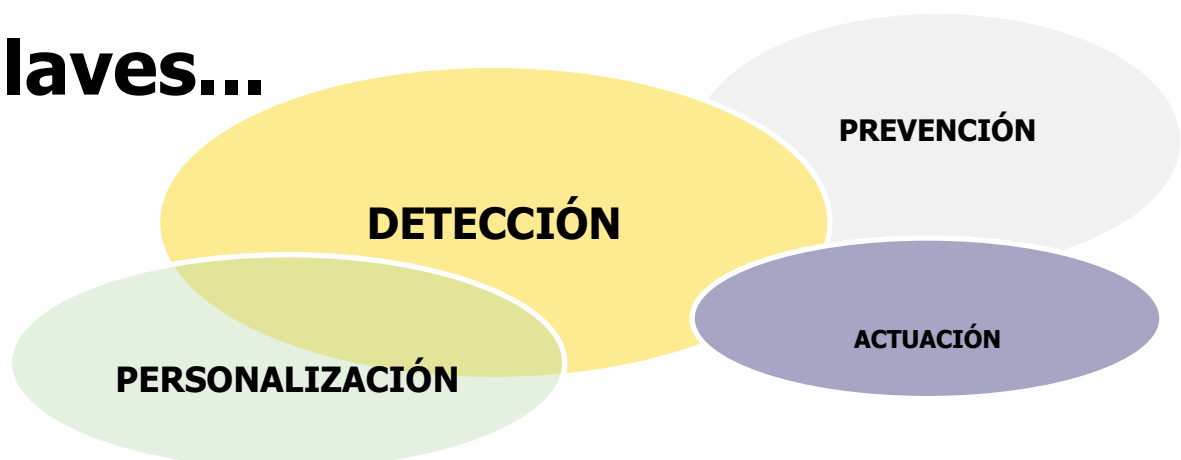 laves...
PREVENCIÓN
DETECCIÓN
ACTUACIÓN
PERSONALIZACIÓN